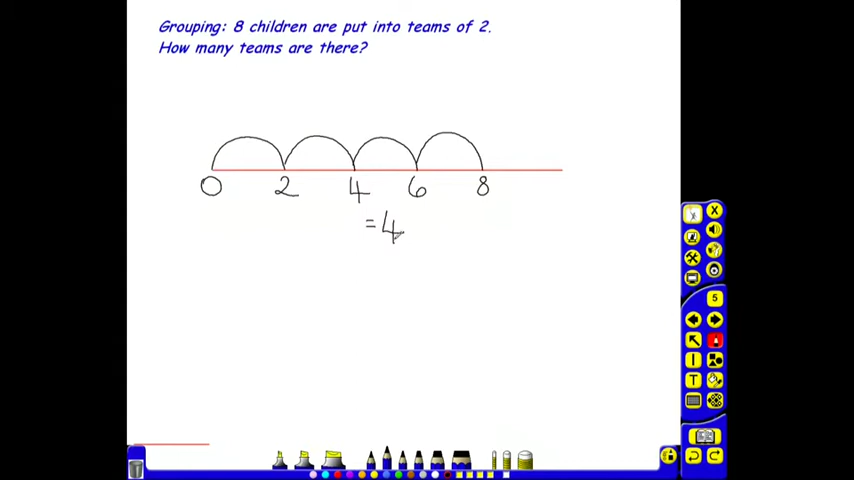 Grouping: 8 children are put into teams of 2.
How many teams are there?
0 2 4 6 8
=4
5
T